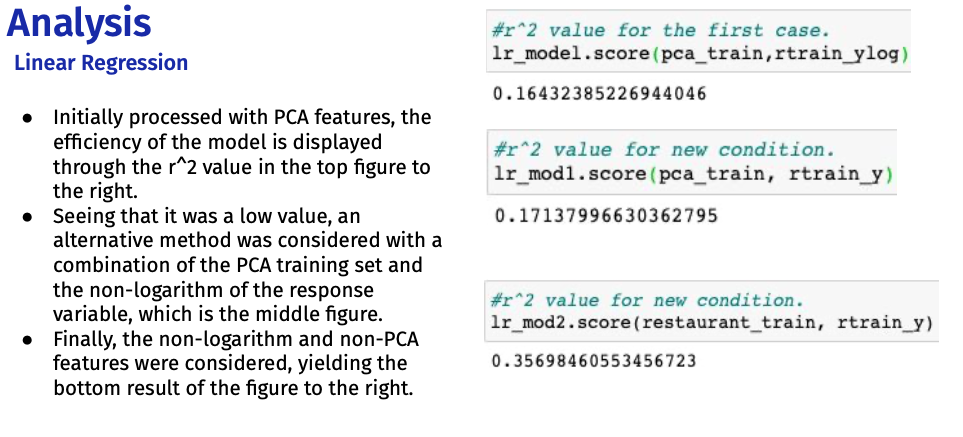 Analysis
Linear Regression
● Initially processed with PCA features, the
efficiency of the model is displayed
through the r^2 value in the top figure to
the right.
● Seeing that it was a low value, an
alternative method was considered with a
combination of the PCA training set and
the non-logarithm of the response
variable, which is the middle figure.
● Finally, the non-logarithm and non-PCA
features were considered, yielding the
bottom result of the figure to the right.
#r^2 value for the first case.
lr_model.score(pca_train,rtrain_ylog)
0.16432385226944046
#r^2 value for new condition.
lr_mod1.score(pca_train, rtrain_y)
0.17137996630362795
#r^2 value for new condition.
lr_mod2.score(restaurant_train, rtrain_y)
0.35698460553456723